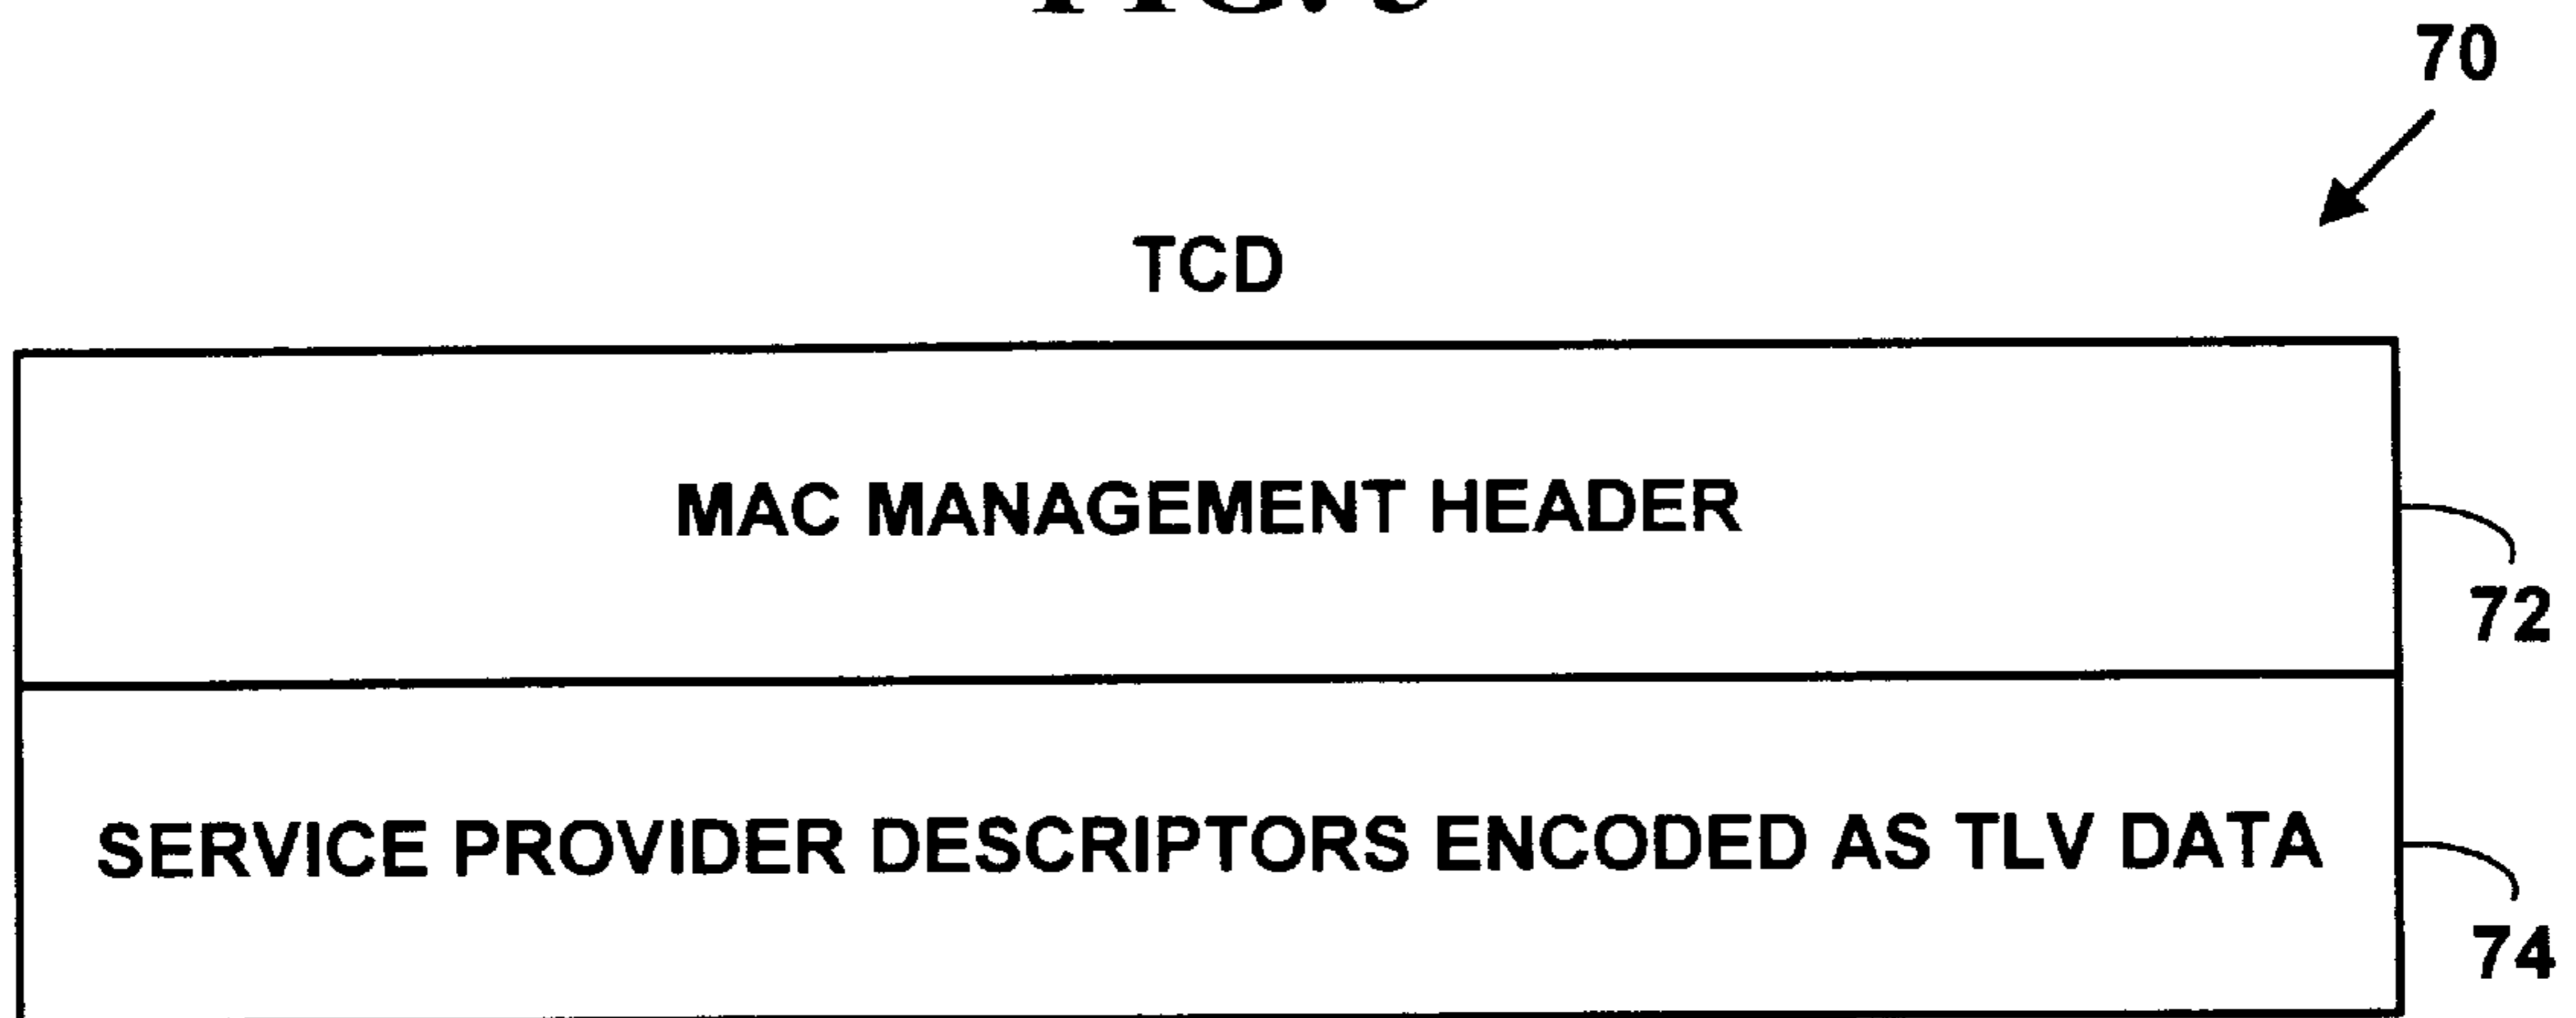 70
TCD
MAC MANAGEMENT HEADER
72
SERVICE PROVIDER DESCRIPTORS ENCODED AS TLV DATA
74